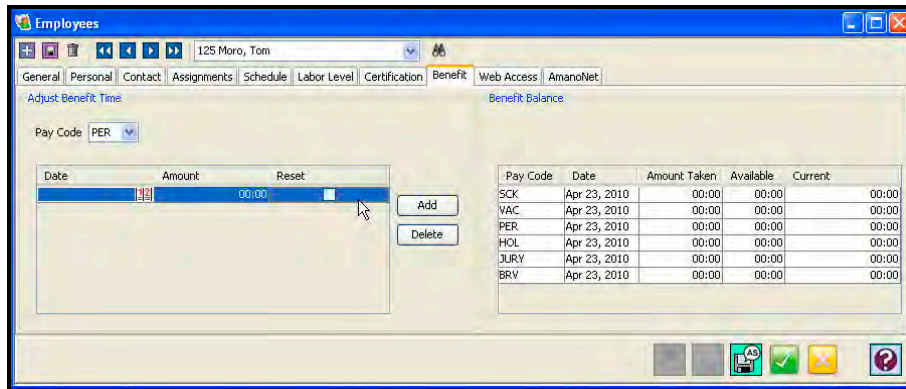 Employees
125 Moro, Tom
General Personal Contact Assignments Schedule Labor Level Certification Benefit Web Access AmanoNet
Adjust Benefit Time
Pay Code PER
Date Amount Reset
12 00:00
Add
Delete
Benefit Balance
Pay Code Date Amount Taken Available Current
SCK Apr 23, 2010 00:00 00:00 00:00
VAC Apr 23, 2010 00:00 00:00 00:00
PER Apr 23, 2010 00:00 00:00 00:00
HOL Apr 23, 2010 00:00 00:00 00:00
JURY Apr 23, 2010 00:00 00:00 00:00
BRV Apr 23, 2010 00:00 00:00 00:00
AS
?